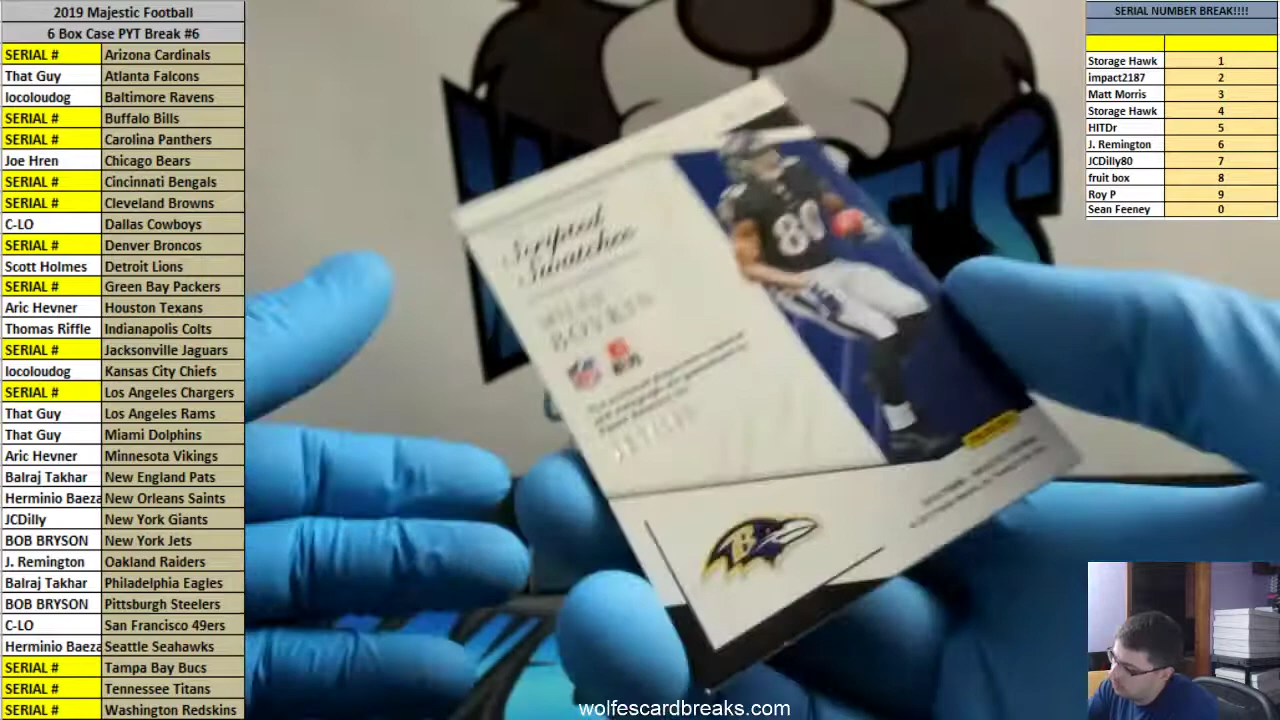 2019 Majestic Football
6 Box Case PYT Break #6
SERIAL # Arizona Cardinals
That Guy Atlanta Falcons
locoloudog Baltimore Ravens
SERIAL # Buffalo Bills
SERIAL # Carolina Panthers
Joe Hren Chicago Bears
SERIAL # Cincinnati Bengals
SERIAL # Cleveland Browns
C-LO Dallas Cowboys
SERIAL # Denver Broncos
Scott Holmes Detroit Lions
SERIAL # Green Bay Packers
Aric Hevner Houston Texans
Thomas Riffle Indianapolis Colts
SERIAL # Jacksonville Jaguars
locoloudog Kansas City Chiefs
SERIAL # Los Angeles Chargers
That Guy Los Angeles Rams
That Guy Miami Dolphins
Aric Hevner Minnesota Vikings
Balraj Takhar New England Pats
Herminio Baeza New Orleans Saints
JCDilly New York Giants
BOB BRYSON New York Jets
J. Remington Oakland Raiders
Balraj Takhar Philadelphia Eagles
BOB BRYSON Pittsburgh Steelers
C-LO San Francisco 49ers
Herminio Baeza Seattle Seahawks
SERIAL # Tampa Bay Bucs
SERIAL # Tennessee Titans
SERIAL # Washington Redskins
Scripted
Swatches
BOYKIN
80
B
SERIAL NUMBER BREAK!!!!
Storage Hawk 1
impact2187 2
Matt Morris 3
Storage Hawk 4
HITDr 5
J. Remington 6
JCDilly80 7
fruit box 8
Roy P 9
Sean Feeney 0
wolfescardbreaks.com